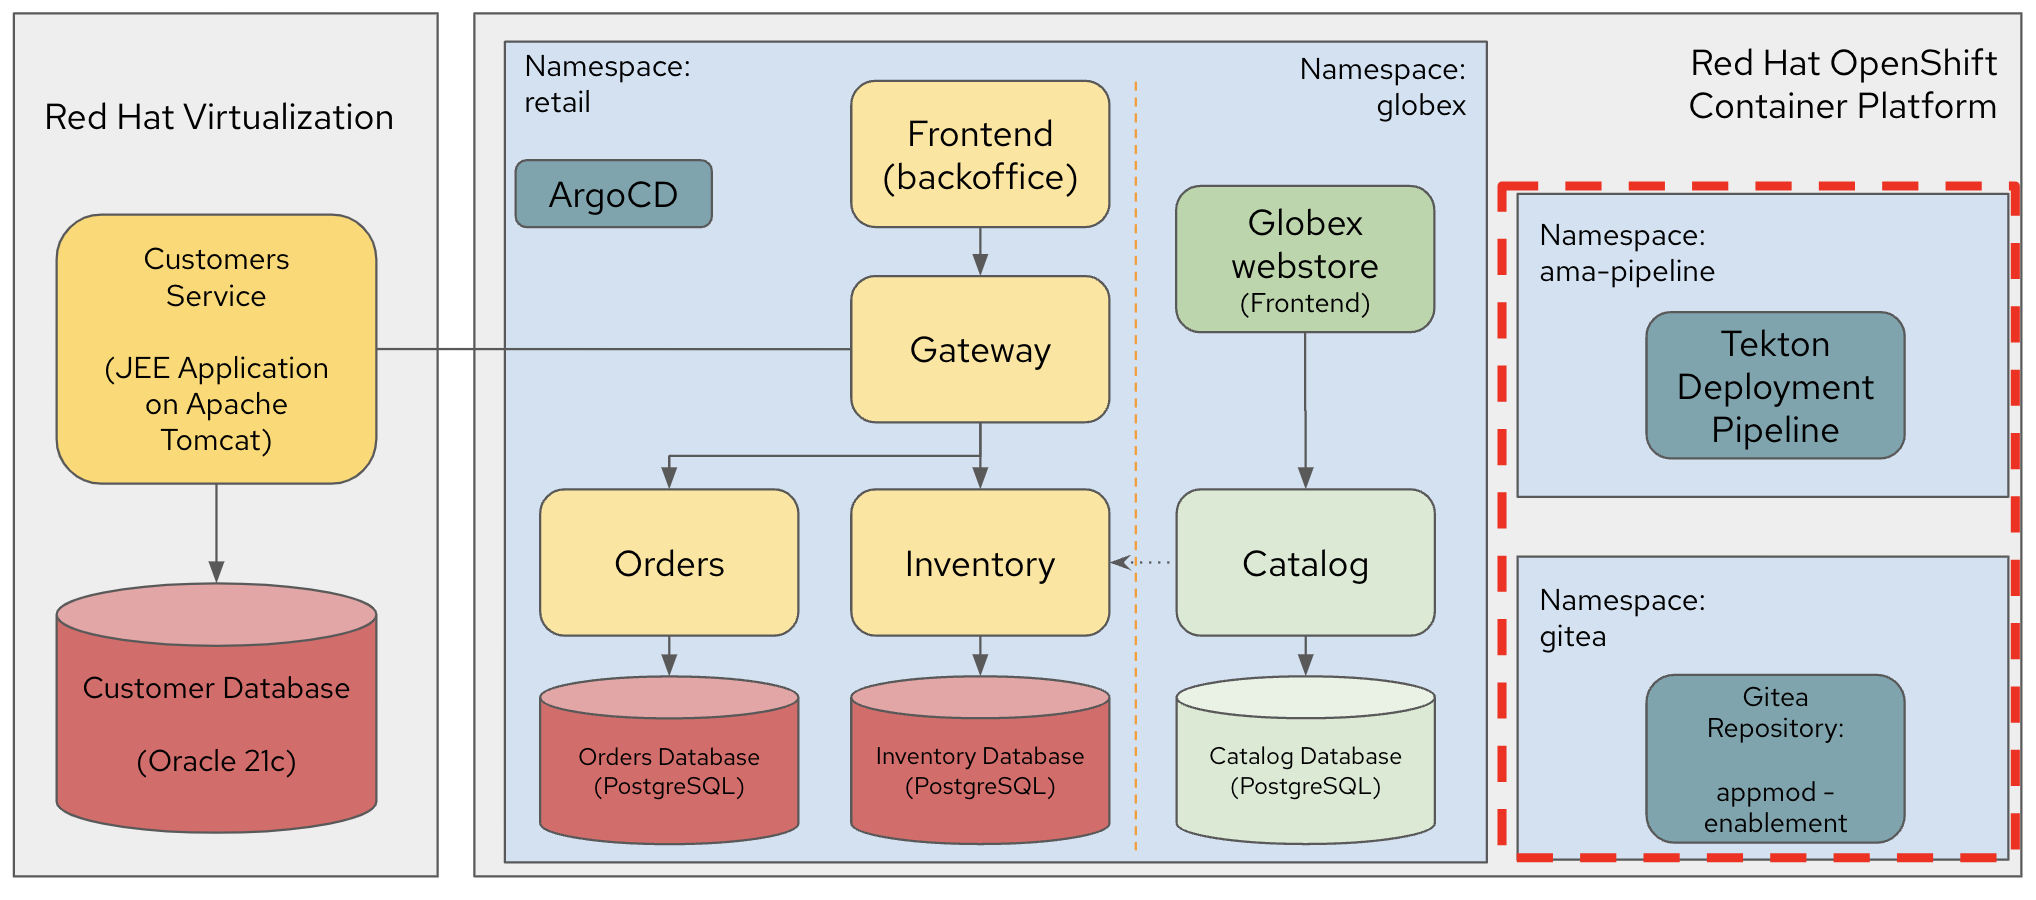 Red Hat Virtualization
Customers
Service
(JEE Application
on Apache
Tomcat)
Customer Database
(Oracle 21c)
Namespace:
retail
ArgoCD
Frontend
(backoffice)
Gateway
Orders
Inventory
Orders Database
(PostgreSQL)
Inventory Database
(PostgreSQL)
Namespace:
globex
Globex
webstore
(Frontend)
Catalog
Catalog Database
(PostgreSQL)
Red Hat OpenShift
Container Platform
Namespace:
ama-pipeline
Tekton
Deployment
Pipeline
Namespace:
gitea
Gitea
Repository:
appmod -
enablement